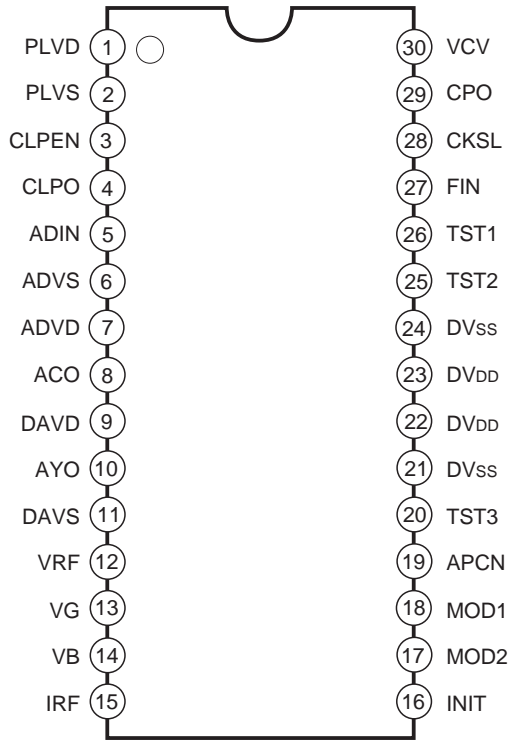 PLVD 1 30 VCV
PLVS 2 29 CPO
CLPEN 3 28 CKSL
CLPO 4 27 FIN
ADIN 5 26 TST1
ADVS 6 25 TST2
ADVD 7 24 DVss
ACO 8 23 DVDD
DAVD 9 22 DVDD
AYO 10 21 DVss
DAVS 11 20 TST3
VRF 12 19 APCN
VG 13 18 MOD1
VB 14 17 MOD2
IRF 15 16 INIT